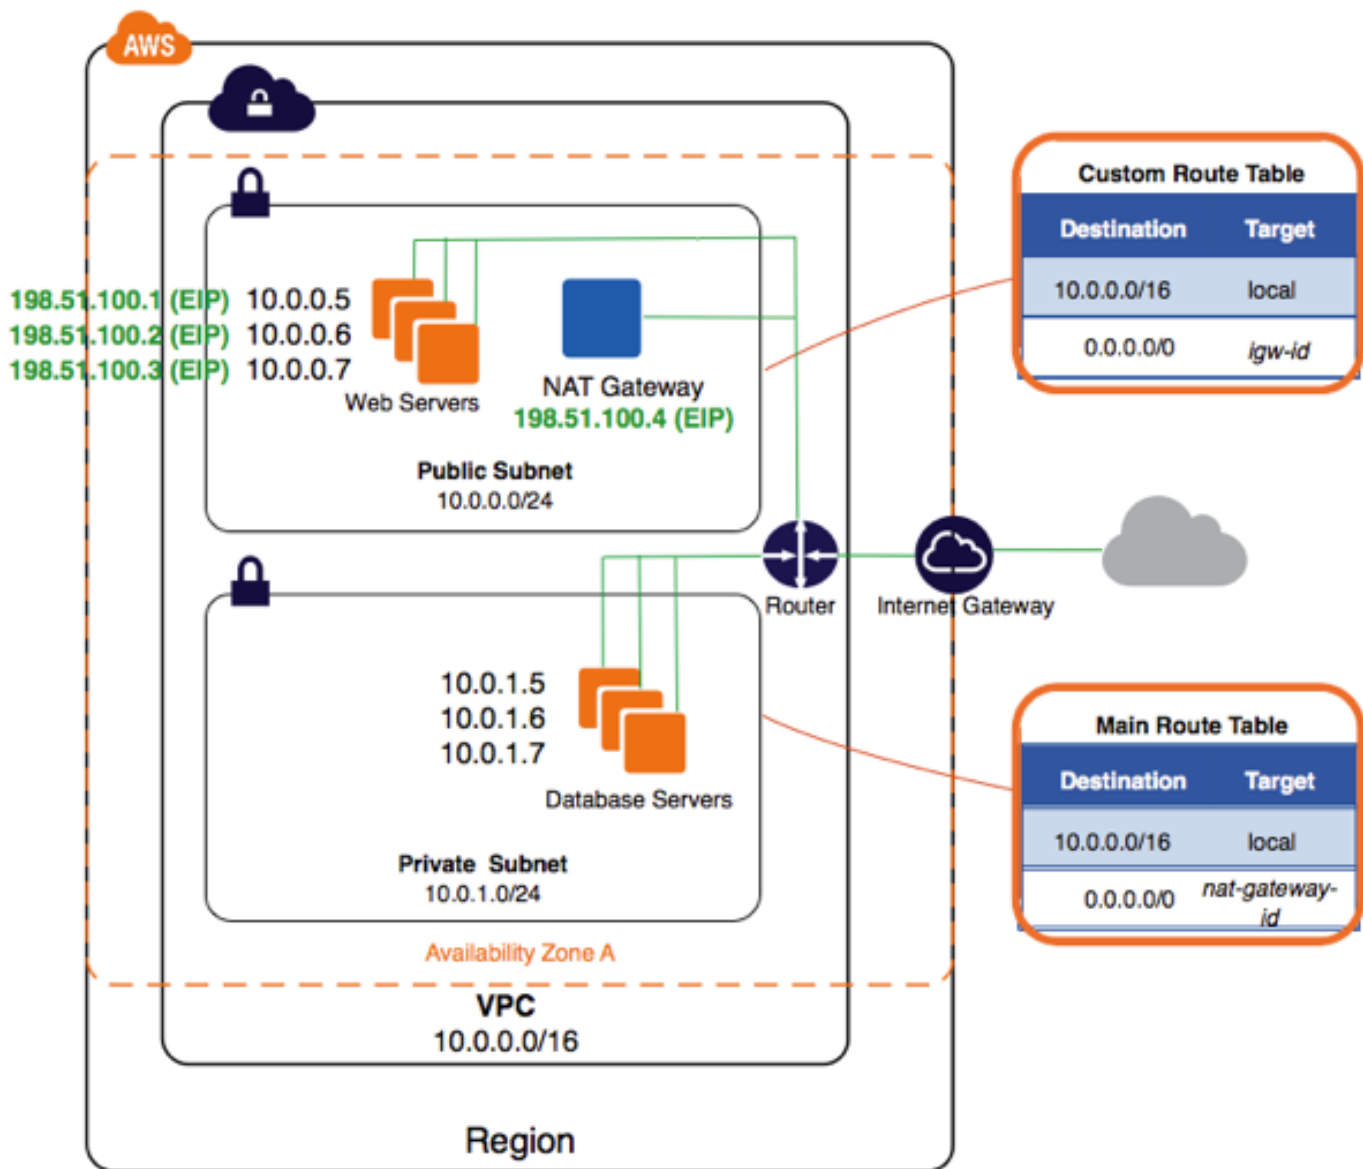 AWS
198.51.100.1 (EIP) 10.0.0.5
198.51.100.2 (EIP) 10.0.0.6
198.51.100.3 (EIP) 10.0.0.7
Web Servers
NAT Gateway
198.51.100.4 (EIP)
Public Subnet
10.0.0.0/24
Custom Route Table
Destination Target
10.0.0.0/16 local
0.0.0.0/0 igw-id
Router
Internet Gateway
10.0.1.5
10.0.1.6
10.0.1.7
Database Servers
Private Subnet
10.0.1.0/24
Main Route Table
Destination Target
10.0.0.0/16 local
0.0.0.0/0 nat-gateway-
id
Availability Zone A
VPC
10.0.0.0/16
Region